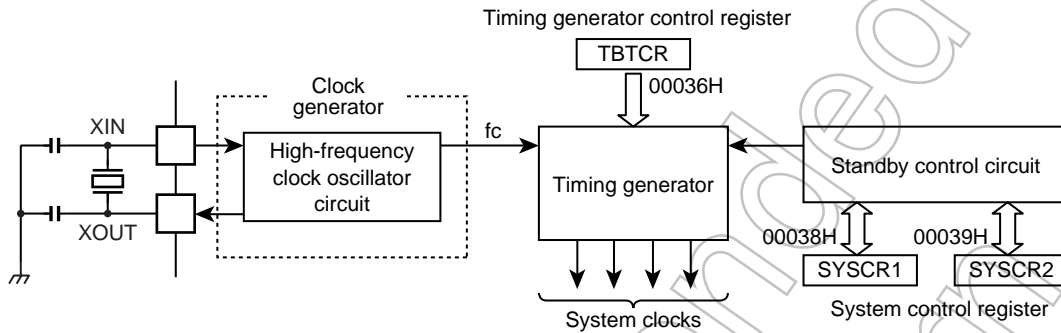 Timing generator control register
TBTCR
00036H
Clock
generator
XIN
fc
High-frequency
clock oscillator
circuit
Timing generator
Standby control circuit
XOUT
00038H
00039H
SYSCR1
SYSCR2
System control register
System clocks